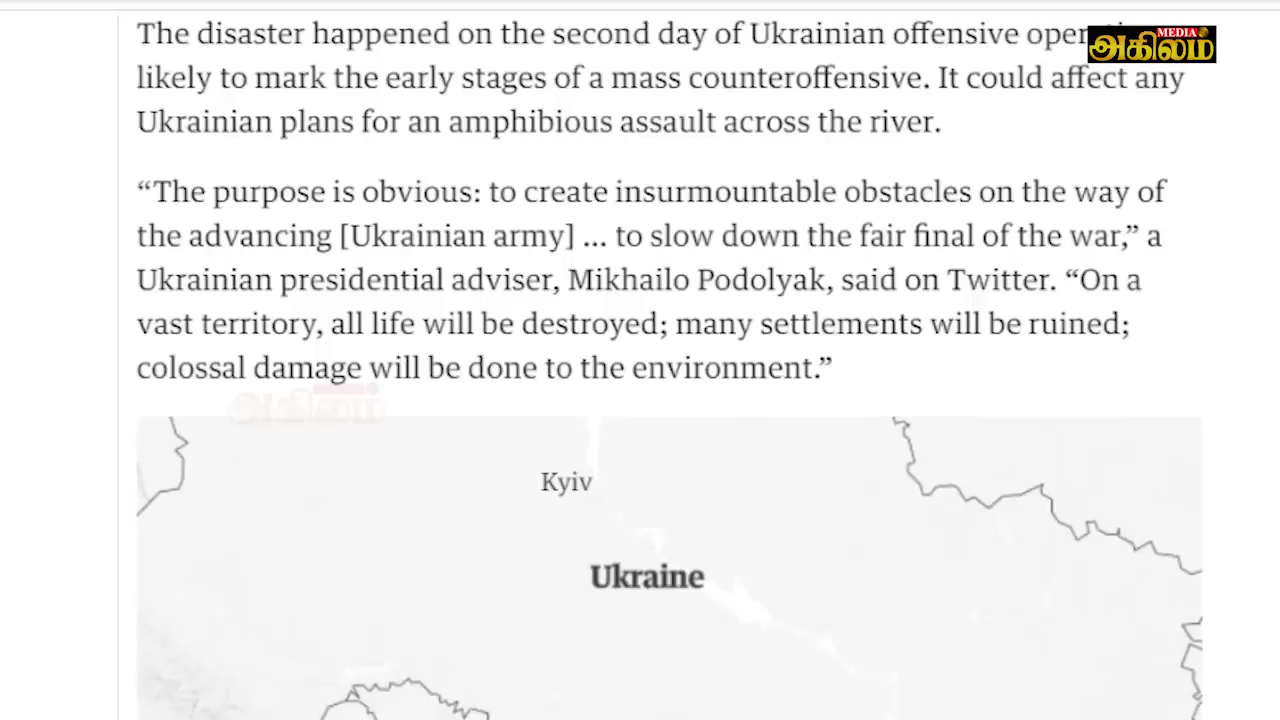 The disaster happened on the second day of Ukrainian offensive
அகிலம் MEDIA
likely to mark the early stages of a mass counteroffensive. It could affect any
Ukrainian plans for an amphibious assault across the river.
“The purpose is obvious: to create insurmountable obstacles on the way of
the advancing [Ukrainian army] ... to slow down the fair final of the war,” a
Ukrainian presidential adviser, Mikhailo Podolyak, said on Twitter. “On a
vast territory, all life will be destroyed; many settlements will be ruined;
colossal damage will be done to the environment.”
அகிலம்
Kyiv
Ukraine